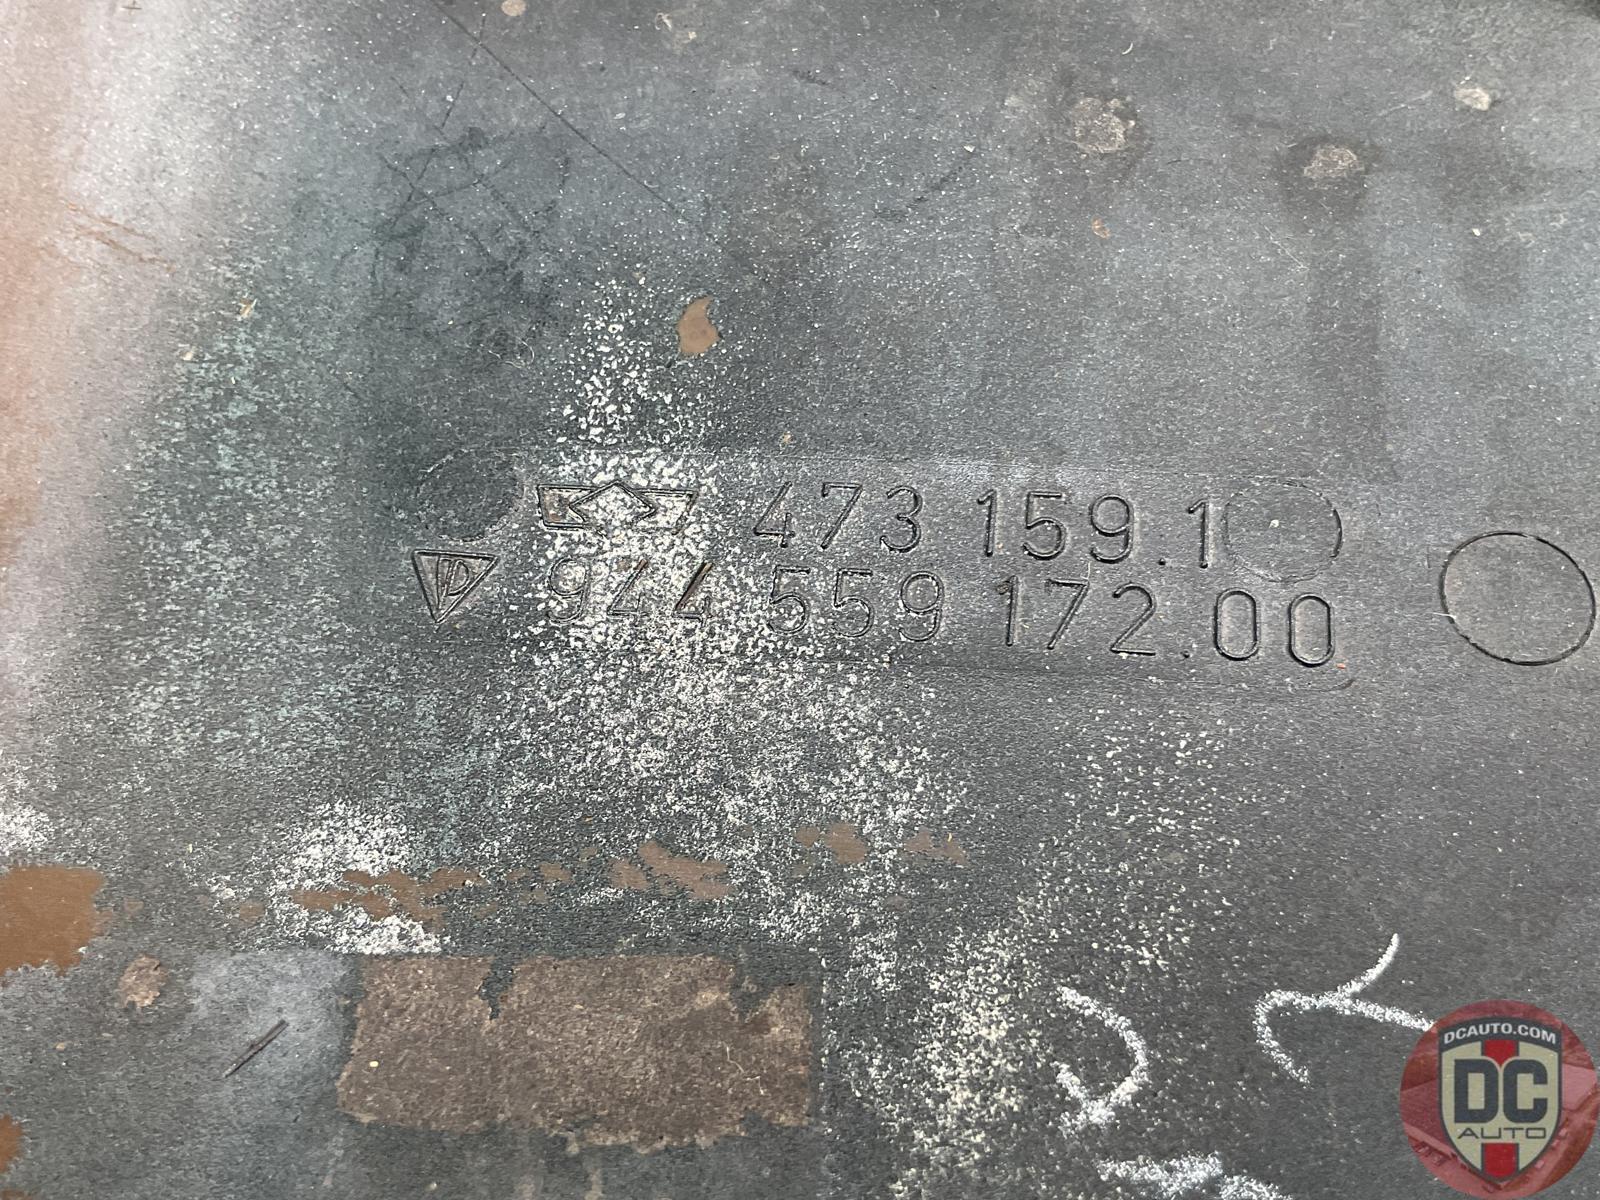 473 159.1
944 559 172.00
DCAUTO.COM
DC
AUTO